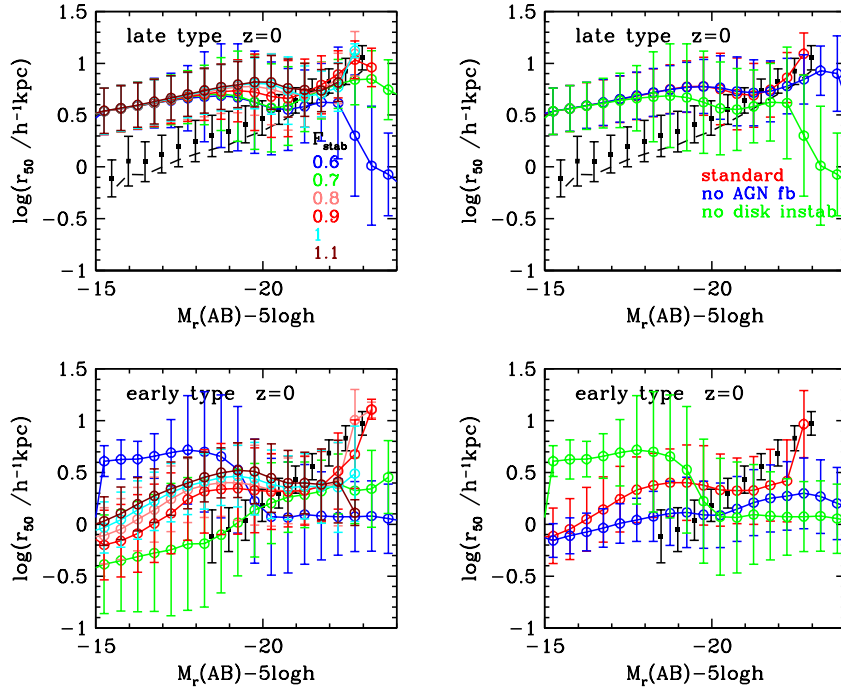 1.5
1
0.5
0
−0.5
−1
−15
−20
log(r50 /h−1kpc)
Mr(AB)−5logh
late type z=0
Fstab
0.6
0.7
0.8
0.9
1
1.1
1.5
1
0.5
0
−0.5
−1
−15
−20
log(r50 /h−1kpc)
Mr(AB)−5logh
late type z=0
standard
no AGN fb
no disk instab
1.5
1
0.5
0
−0.5
−1
−15
−20
log(r50 /h−1kpc)
Mr(AB)−5logh
early type z=0
1.5
1
0.5
0
−0.5
−1
−15
−20
log(r50 /h−1kpc)
Mr(AB)−5logh
early type z=0